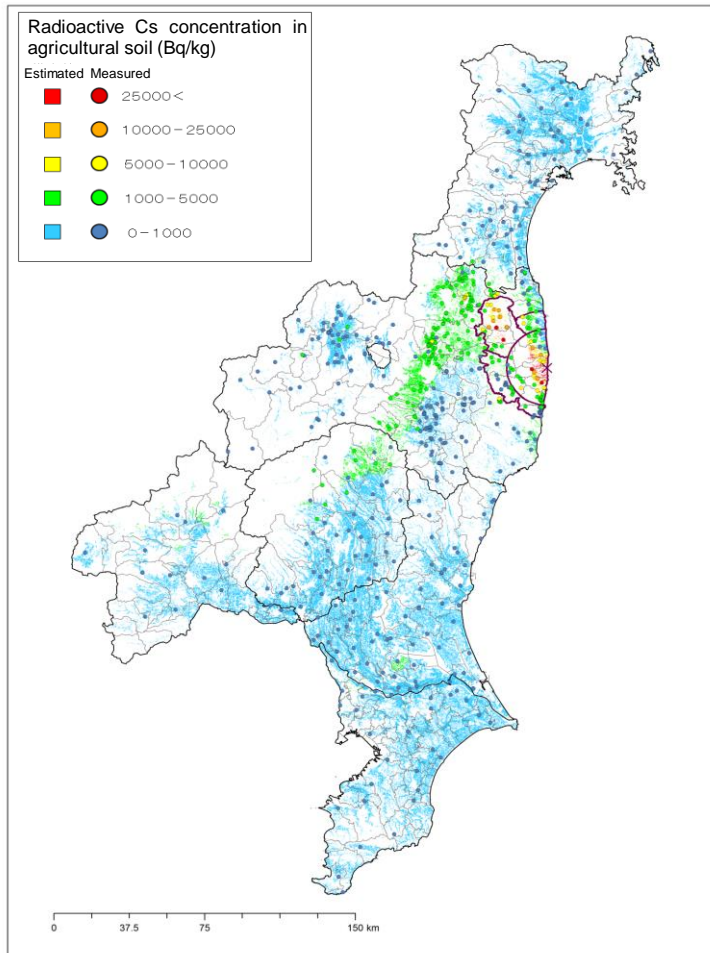 Radioactive Cs concentration in
agricultural soil (Bq/kg)
Estimated Measured
25000<
10000-25000
5000-10000
1000-5000
0-1000
0 37.5 75 150 km